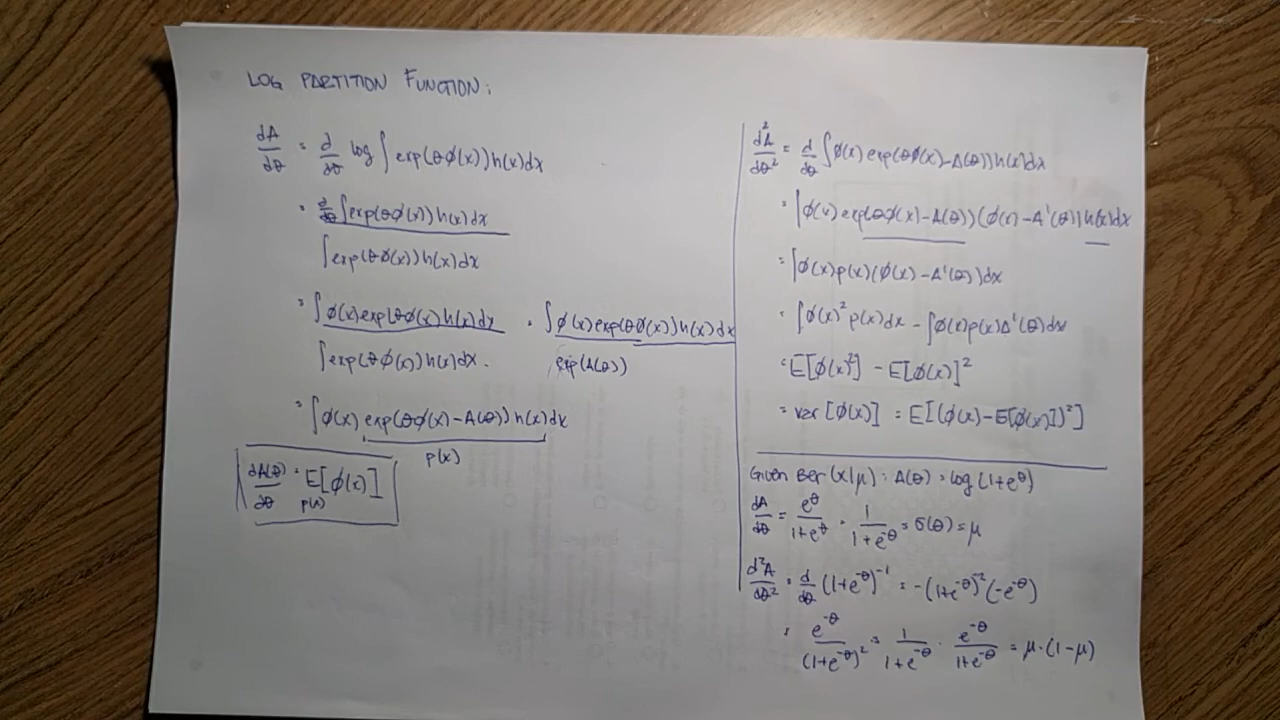 LOG PARTITION FUNCTION:
dA/dθ = d/dθ log ∫ exp(θϕ(x)) h(x) dx
= d/dθ ∫ exp(θϕ(x)) h(x) dx / ∫ exp(θϕ(x)) h(x) dx
= ∫ ϕ(x) exp(θϕ(x)) h(x) dx / ∫ exp(θϕ(x)) h(x) dx. = ∫ ϕ(x) exp(θϕ(x)) h(x) dx / exp(A(θ))
= ∫ ϕ(x) exp(θϕ(x) – A(θ)) h(x) dx
p(x)
dA(θ)/dθ = E[ϕ(x)]
p(x)
d²A/dθ² = d/dθ ∫ ϕ(x) exp(θϕ(x) – A(θ)) h(x) dx
= ∫ ϕ(x) exp(θϕ(x) – A(θ)) (ϕ(x) – A'(θ)) h(x) dx
= ∫ ϕ(x) p(x) (ϕ(x) – A'(θ)) dx
= ∫ ϕ(x)² p(x) dx – ∫ ϕ(x) p(x) A'(θ) dx
= E[ϕ(x)²] – E[ϕ(x)]²
= var [ϕ(x)] = E[(ϕ(x) – E[ϕ(x)])²]
Given Ber(x|μ) : A(θ) = log(1+e^θ)
dA/dθ = e^θ / 1+e^θ = 1 / 1+e^-θ = σ(θ) = μ
d²A/dθ² = d/dθ (1+e^-θ)^-1 = -(1+e^-θ)^-2 (-e^-θ)
= e^-θ / (1+e^-θ)² = 1 / 1+e^-θ · e^-θ / 1+e^-θ = μ·(1–μ)